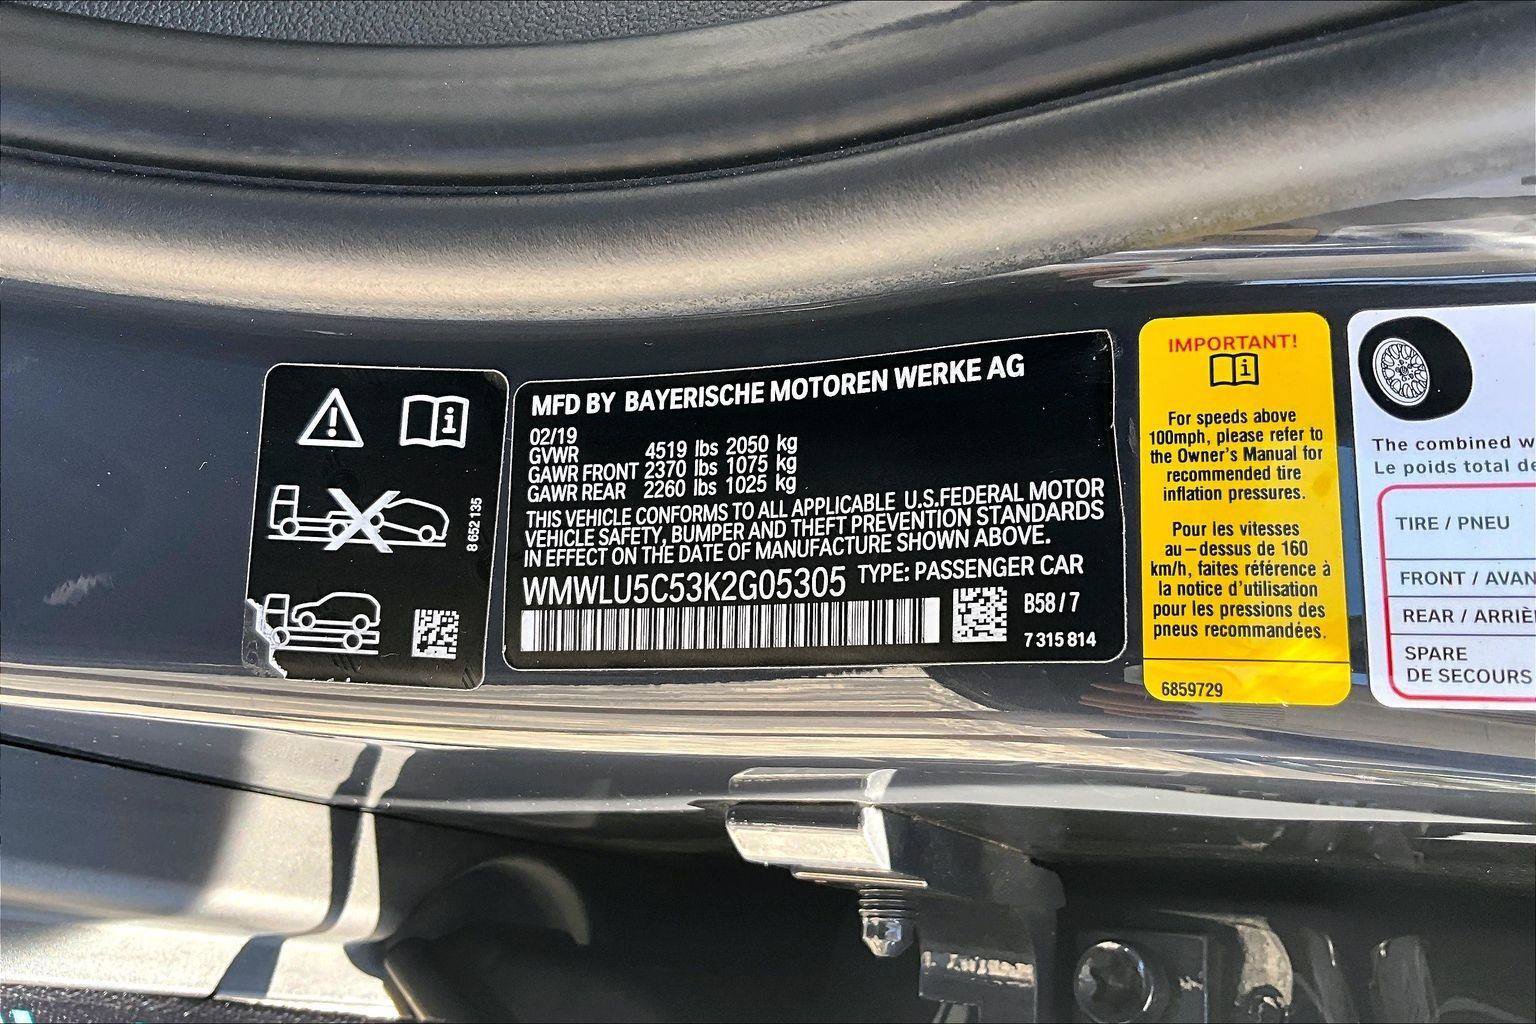 8 652 135
MFD BY BAYERISCHE MOTOREN WERKE AG
02/19
GVWR 4519 lbs 2050 kg
GAWR FRONT 2370 lbs 1075 kg
GAWR REAR 2260 lbs 1025 kg
THIS VEHICLE CONFORMS TO ALL APPLICABLE U.S.FEDERAL MOTOR
VEHICLE SAFETY, BUMPER AND THEFT PREVENTION STANDARDS
IN EFFECT ON THE DATE OF MANUFACTURE SHOWN ABOVE.
WMWLU5C53K2G05305 TYPE: PASSENGER CAR
B58 / 7
7 315 814
IMPORTANT!
For speeds above
100mph, please refer to
the Owner's Manual for
recommended tire
inflation pressures.
Pour les vitesses
au-dessus de 160
km/h, faites référence à
la notice d'utilisation
pour les pressions des
pneus recommandées.
6859729
The combined w
Le poids total de
TIRE / PNEU
FRONT / AVAN
REAR / ARRIÈ
SPARE
DE SECOURS